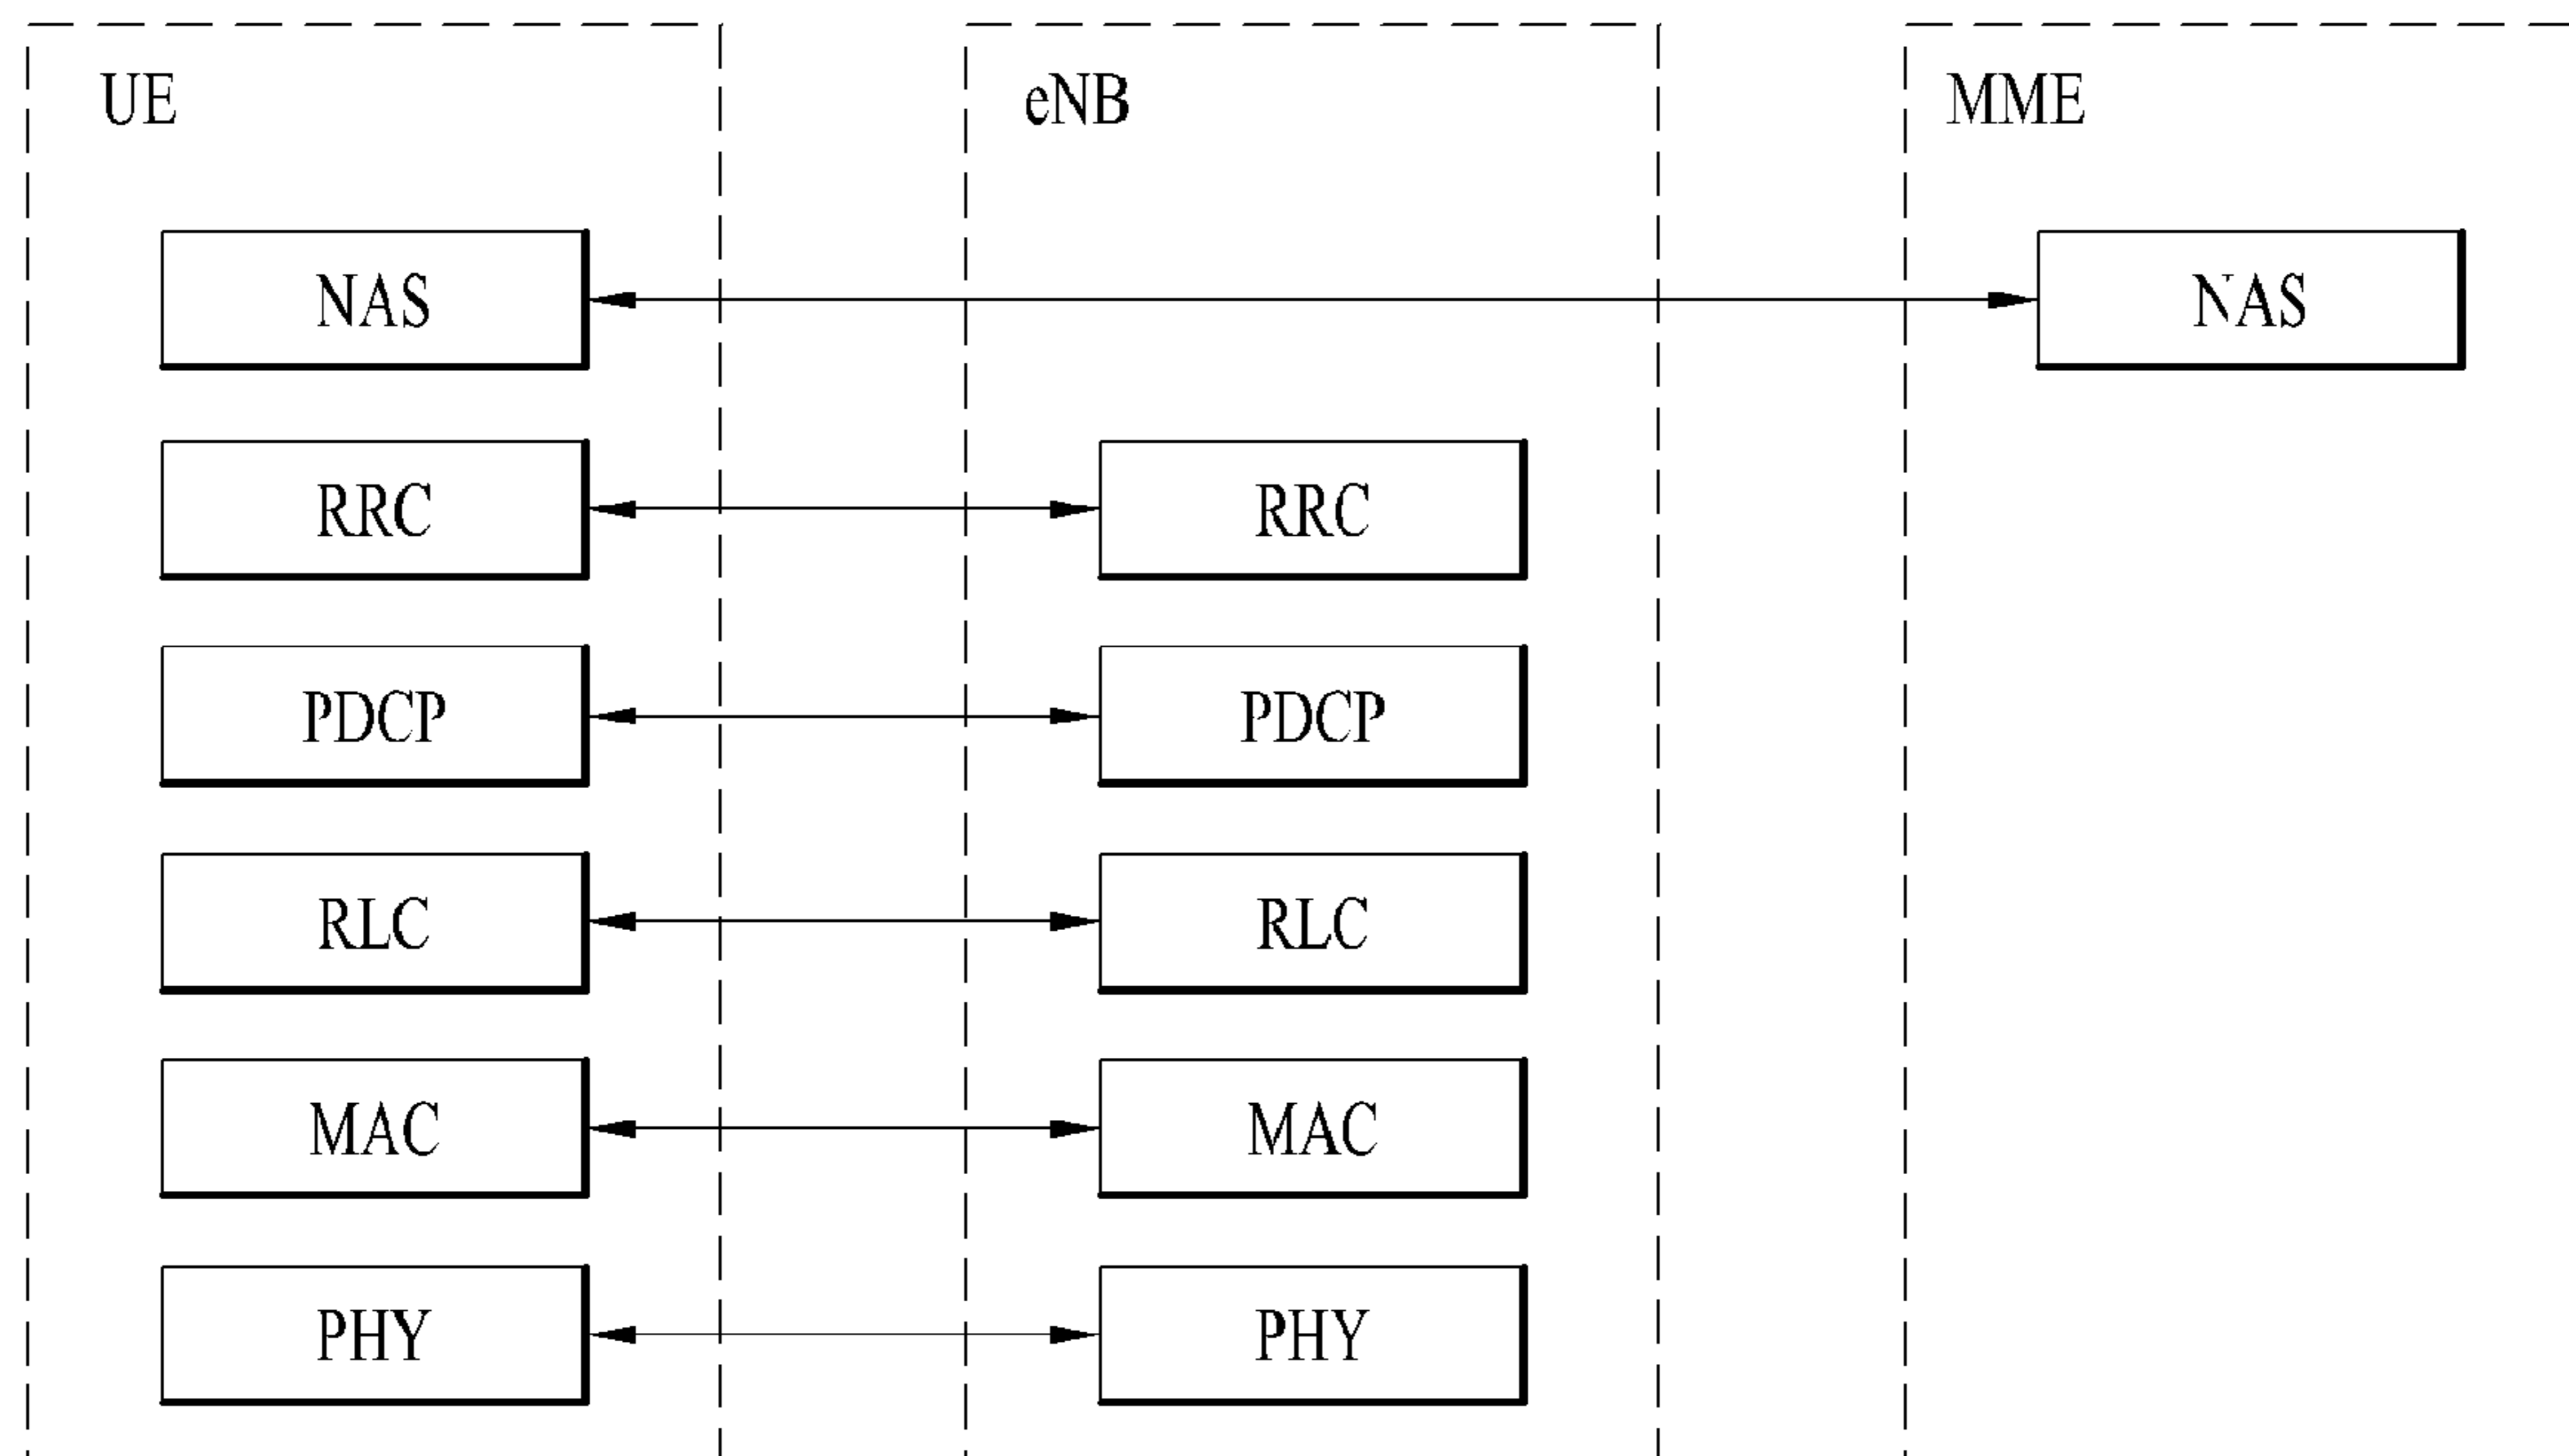 UE eNB MME
NAS NAS
RRC RRC
PDCP PDCP
RLC RLC
MAC MAC
PHY PHY